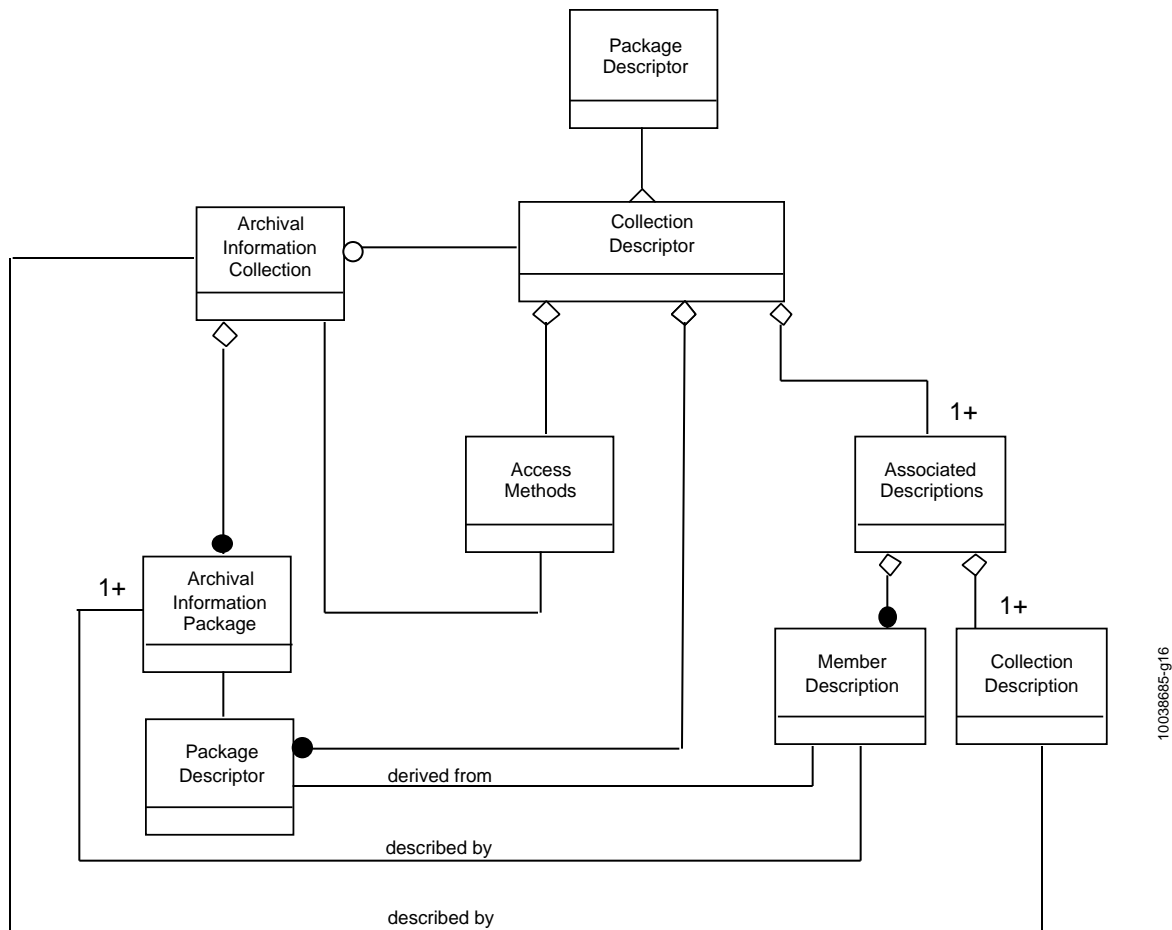 Package
Descriptor
Archival
Information
Collection
Collection
Descriptor
1+
Access
Methods
Associated
Descriptions
1+
Archival
Information
Package
1+
Member
Description
Collection
Description
10038685-g16
Package
Descriptor
derived from
described by
described by